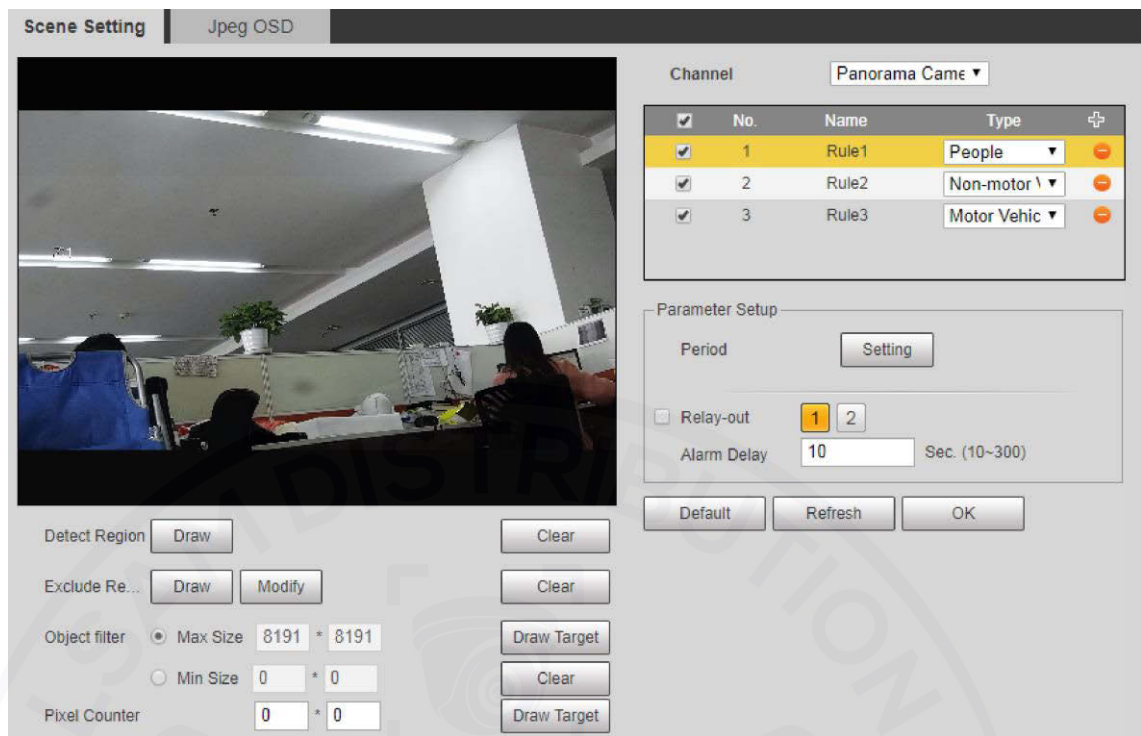 Scene Setting Jpeg OSD
Channel Panorama Came
No. Name Type
1 Rule1 People
2 Rule2 Non-motor \
3 Rule3 Motor Vehic
Parameter Setup
Period Setting
Relay-out 1 2
Alarm Delay 10 Sec. (10~300)
Default Refresh OK
Detect Region Draw Clear
Exclude Re... Draw Modify Clear
Object filter Max Size 8191 * 8191 Draw Target
Min Size 0 * 0 Clear
Pixel Counter 0 * 0 Draw Target
DISTRIBUTION